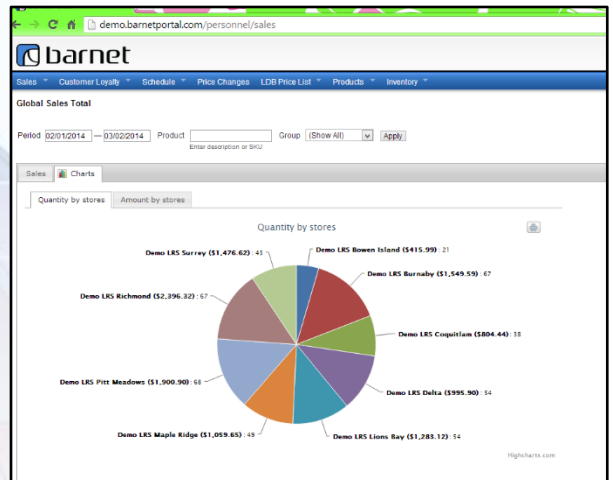 demo.barnetportal.com/personnel/sales
barnet
Sales Customer Loyalty Schedule Price Changes LDB Price List Products Inventory
Global Sales Total
Period 02/01/2014 — 03/02/2014 Product Group (Show All) Apply
Enter description or SKU
Sales Charts
Quantity by stores Amount by stores
Quantity by stores
Demo LRS Surrey ($1,476.62) : 43 Demo LRS Bowen Island ($415.99) : 21
Demo LRS Burnaby ($1,549.59) : 67
Demo LRS Richmond ($2,396.32) : 67
Demo LRS Coquitlam ($804.44) : 38
Demo LRS Pitt Meadows ($1,900.90) : 68
Demo LRS Delta ($995.90) : 54
Demo LRS Maple Ridge ($1,059.65) : 49 Demo LRS Lions Bay ($1,283.12) : 54
Highcharts.com